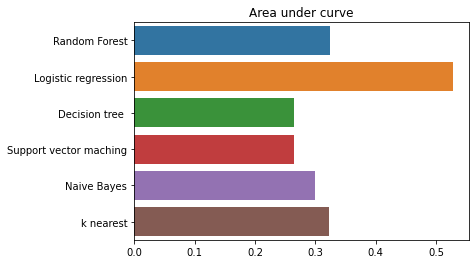 Area under curve
Random Forest
Logistic regression
Decision tree
Support vector maching
Naive Bayes
k nearest
0.0 0.1 0.2 0.3 0.4 0.5